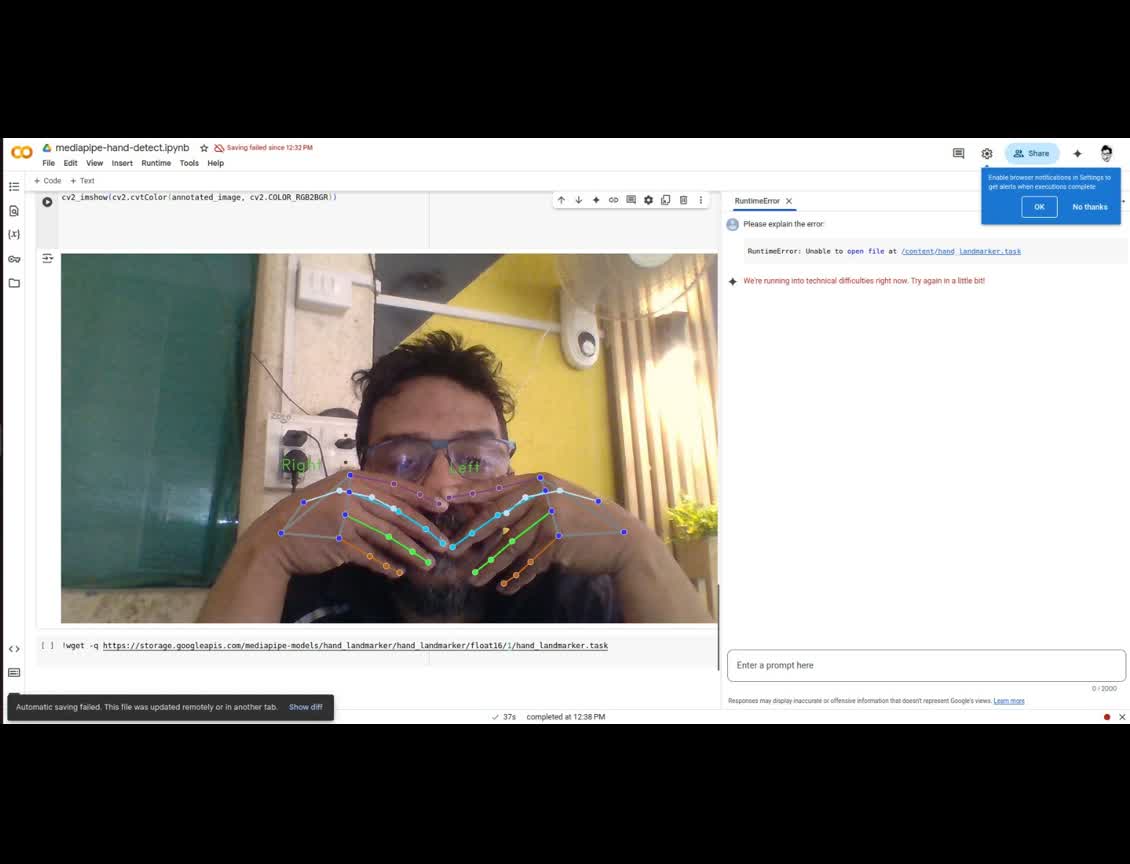 mediapipe-hand-detect.ipynb
Saving failed since 12:32 PM
File Edit View Insert Runtime Tools Help
Share
+ Code + Text
Enable browser notifications in Settings to
get alerts when executions complete
OK No thanks
cv2_imshow(cv2.cvtColor(annotated_image, cv2.COLOR_RGB2BGR))
RuntimeError
Please explain the error:
RuntimeError: Unable to open file at /content/hand_landmarker.task
We're running into technical difficulties right now. Try again in a little bit!
{x}
Right
Left
[ ] !wget -q https://storage.googleapis.com/mediapipe-models/hand_landmarker/hand_landmarker/float16/1/hand_landmarker.task
Enter a prompt here
0 / 2000
Responses may display inaccurate or offensive information that doesn't represent Google's views. Learn more
Automatic saving failed. This file was updated remotely or in another tab. Show diff
37s completed at 12:38 PM